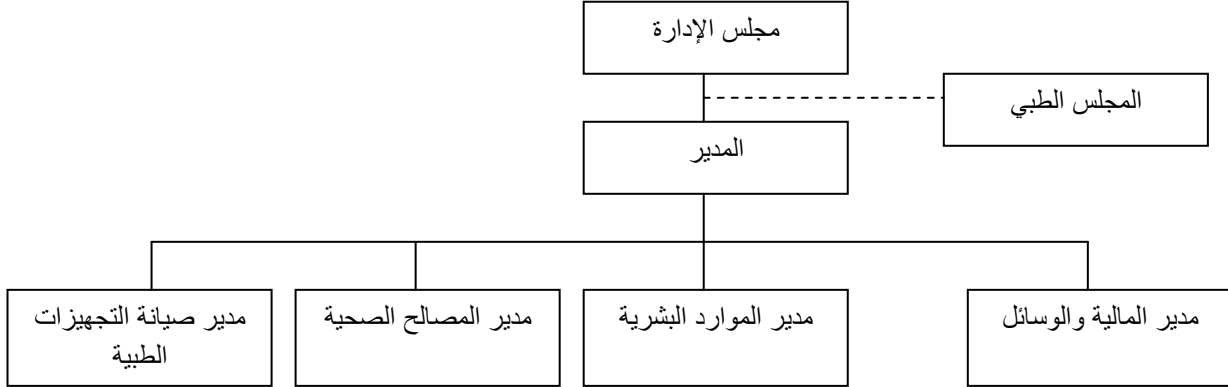 مجلس الإدارة
المجلس الطبي
المدير
مدير المالية والوسائل
مدير الموارد البشرية
مدير المصالح الصحية
مدير صيانة التجهيزات
الطبية